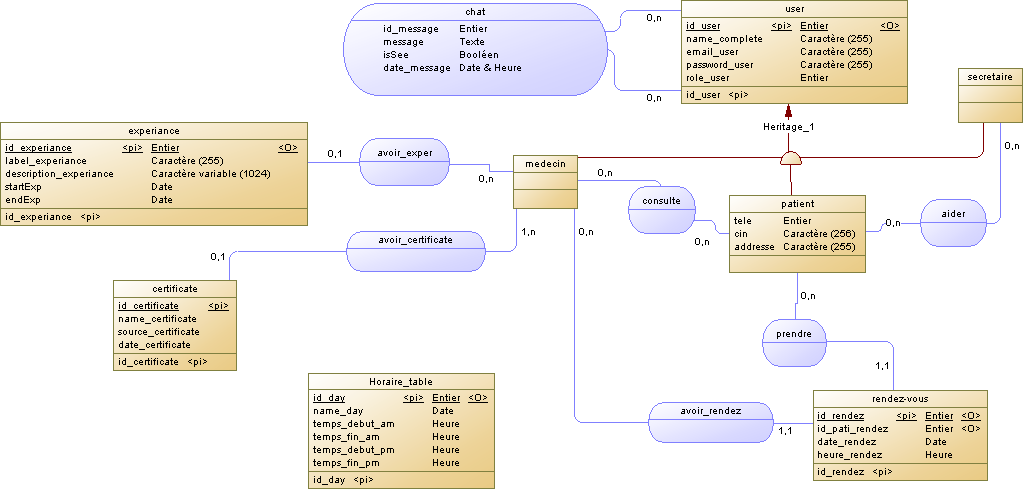 chat
id_message Entier
message Texte
isSee Booléen
date_message Date & Heure
0,n
0,n
user
id_user <pi> Entier <O>
name_complete Caractère (255)
email_user Caractère (255)
password_user Caractère (255)
role_user Entier
id_user <pi>
secretaire
Heritage_1
experiance
id_experiance <pi> Entier <O>
label_experiance Caractère (255)
description_experiance Caractère variable (1024)
startExp Date
endExp Date
id_experiance <pi>
0,1
avoir_exper
0,n
medecin
0,n
consulte
0,n
patient
tele Entier
cin Caractère (256)
addresse Caractère (255)
0,n
aider
0,n
1,n
0,n
avoir_certificate
0,1
certificate
id_certificate <pi>
name_certificate
source_certificate
date_certificate
id_certificate <pi>
0,n
prendre
1,1
Horaire_table
id_day <pi> Entier <O>
name_day Date
temps_debut_am Heure
temps_fin_am Heure
temps_debut_pm Heure
temps_fin_pm Heure
id_day <pi>
avoir_rendez
1,1
rendez-vous
id_rendez <pi> Entier <O>
id_pati_rendez Entier <O>
date_rendez Date
heure_rendez Heure
id_rendez <pi>